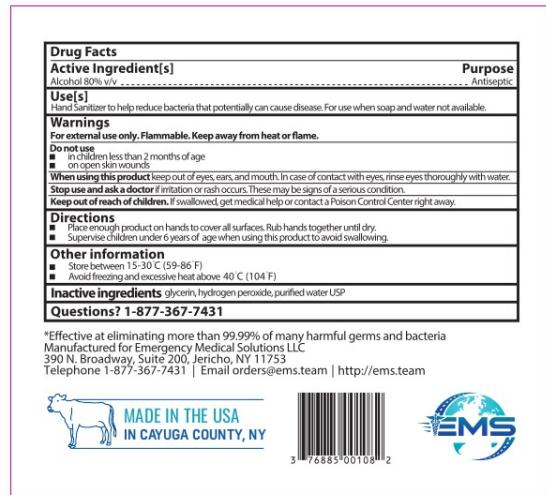 Drug Facts
Active Ingredient[s] Purpose
Alcohol 80% v/v Antiseptic
Use[s]
Hand Sanitizer to help reduce bacteria that potentially can cause disease. For use when soap and water not available.
Warnings
For external use only. Flammable. Keep away from heat or flame.
Do not use
■ in children less than 2 months of age
■ on open skin wounds
When using this product keep out of eyes, ears, and mouth. In case of contact with eyes, rinse eyes thoroughly with water.
Stop use and ask a doctor if irritation or rash occurs. These may be signs of a serious condition.
Keep out of reach of children. If swallowed, get medical help or contact a Poison Control Center right away.
Directions
■ Place enough product on hands to cover all surfaces. Rub hands together until dry.
■ Supervise children under 6 years of age when using this product to avoid swallowing.
Other information
■ Store between 15-30°C (59-86°F)
■ Avoid freezing and excessive heat above 40°C (104°F)
Inactive ingredients glycerin, hydrogen peroxide, purified water USP
Questions? 1-877-367-7431
*Effective at eliminating more than 99.99% of many harmful germs and bacteria
Manufactured for Emergency Medical Solutions LLC
390 N. Broadway, Suite 200, Jericho, NY 11753
Telephone 1-877-367-7431 | Email orders@ems.team | http://ems.team
MADE IN THE USA
IN CAYUGA COUNTY, NY
3 76885 00108 2
EMS